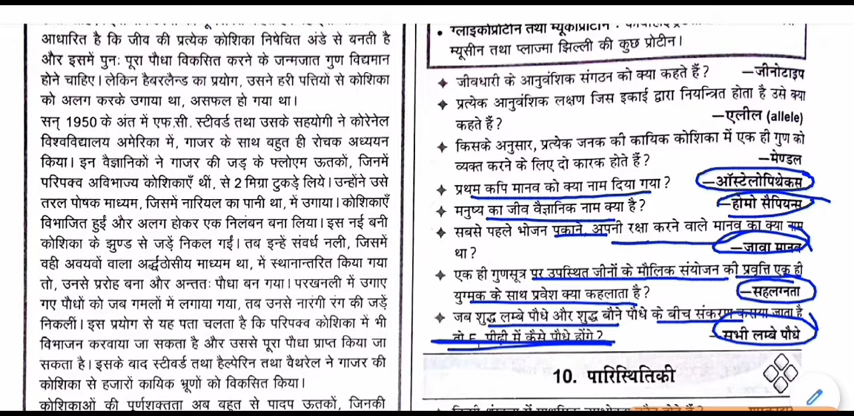 आधारित है कि जीव की प्रत्येक कोशिका निषेचित अंडे से बनती है
और इसमें पुनः पूरा पौधा विकसित करने के जन्मजात गुण विद्यमान
होने चाहिए। लेकिन हैबरलैन्ड का प्रयोग, उसने हरी पत्तियों से कोशिका
को अलग करके उगाया था, असफल हो गया था।
सन् 1950 के अंत में एफ.सी. स्टीवर्ड तथा उसके सहयोगी ने कोरेनेल
विश्वविद्यालय अमेरिका में, गाजर के साथ बहुत ही रोचक अध्ययन
किया। इन वैज्ञानिकों ने गाजर की जड़ के फ्लोएम ऊतकों, जिनमें
परिपक्व अविभाज्य कोशिकाएँ थीं, से 2 मिग्रा टुकड़े लिये। उन्होंने उसे
तरल पोषक माध्यम, जिसमें नारियल का पानी था, में उगाया। कोशिकाएँ
विभाजित हुईं और अलग होकर एक निलंबन बना लिया। इस नई बनी
कोशिका के झुण्ड से जड़ें निकल गईं। तब इन्हें संवर्ध नली, जिसमें
वही अवयवों वाला अर्द्धठोसीय माध्यम था, में स्थानान्तरित किया गया
तो, उनसे प्ररोह बना और अन्ततः पौधा बन गया। परखनली में उगाए
गए पौधों को जब गमलों में लगाया गया, तब उनसे नारंगी रंग की जड़ें
निकलीं। इस प्रयोग से यह पता चलता है कि परिपक्व कोशिका में भी
विभाजन करवाया जा सकता है और उससे पूरा पौधा प्राप्त किया जा
सकता है। इसके बाद स्टीवर्ड तथा हैल्पेरिन तथा वैथरेल ने गाजर की
कोशिका से हजारों कायिक भ्रूणों को विकसित किया।
कोशिकाओं की पूर्णशक्तता अब बहुत से पादप ऊतकों, जिनकी
• ग्लाइकोप्रोटीन तथा म्यूकोप्रोटीन
म्यूसीन तथा प्लाज्मा झिल्ली की कुछ प्रोटीन।
जीवधारी के आनुवंशिक संगठन को क्या कहते हैं? —जीनोटाइप
प्रत्येक आनुवंशिक लक्षण जिस इकाई द्वारा नियन्त्रित होता है उसे क्या
कहते हैं? —एलील (allele)
किसके अनुसार, प्रत्येक जनक की कायिक कोशिका में एक ही गुण को
व्यक्त करने के लिए दो कारक होते हैं? —मेण्डल
प्रथम कपि मानव को क्या नाम दिया गया? —ऑस्टेलोपिथेकस
मनुष्य का जीव वैज्ञानिक नाम क्या है? —होमो सैपियन्स
सबसे पहले भोजन पकाने, अपनी रक्षा करने वाले मानव का क्या नाम
था? —जावा मानव
एक ही गुणसूत्र पर उपस्थित जीनों के मौलिक संयोजन की प्रवृत्ति एक ही
युग्मक के साथ प्रवेश क्या कहलाता है? —सहलग्नता
जब शुद्ध लम्बे पौधे और शुद्ध बौने पौधे के बीच संकरण कराया जाता है
तो F पीढ़ी में कैसे पौधे होंगे? —सभी लम्बे पौधे
10. पारिस्थितिकी